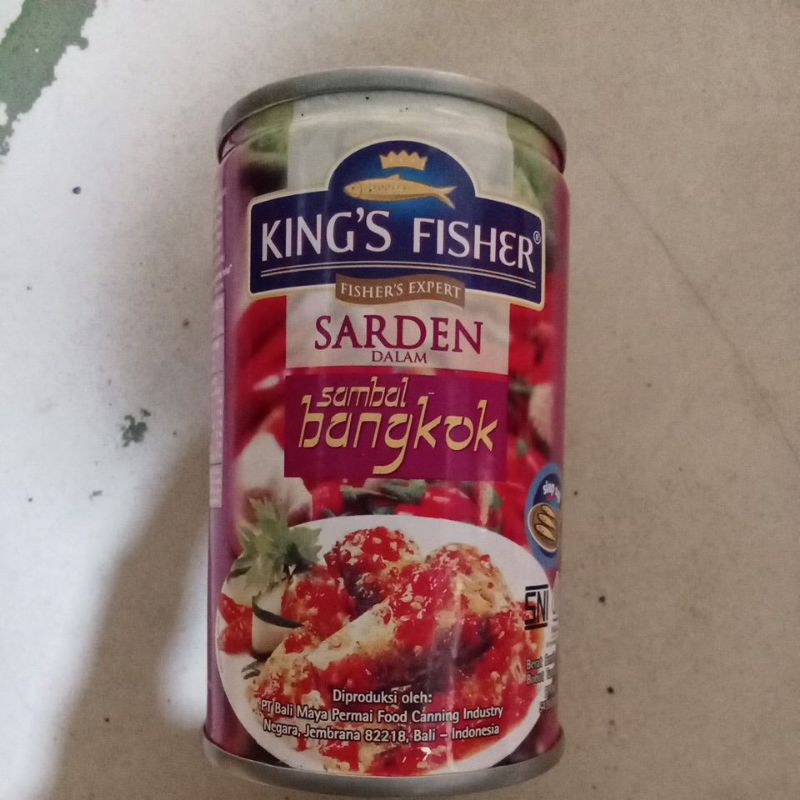 KING'S FISHER®
FISHER'S EXPERT
SARDEN
DALAM
sambal
bangkok
SNI
Diproduksi oleh:
PT Bali Maya Permai Food Canning Industry
Negara, Jembrana 82218, Bali – Indonesia